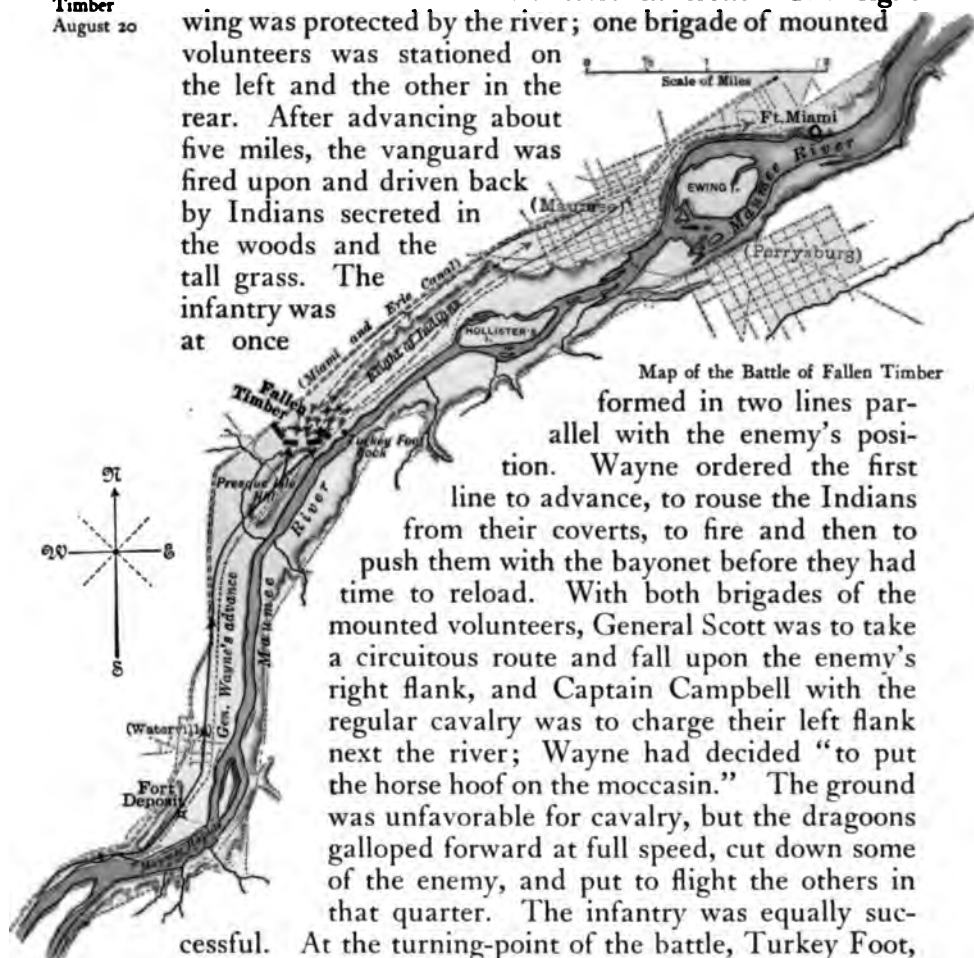 Timber
August 20
wing was protected by the river; one brigade of mounted
volunteers was stationed on
the left and the other in the
rear. After advancing about
five miles, the vanguard was
fired upon and driven back
by Indians secreted in
the woods and the
tall grass. The
infantry was
at once
Scale of Miles
Ft. Miami
EWING I.
Maumee River
(Maumee)
(Perrysburg)
(Miami and Erie Canal)
Flight of Indians
HOLLISTER'S
I.
Fallen
Timber
Turkey Foot
Rock
Presque Isle
Hill
N
W E
S
Gen. Wayne's advance
Maumee River
(Waterville)
Fort
Deposit
Map of the Battle of Fallen Timber
formed in two lines par-
allel with the enemy's posi-
tion. Wayne ordered the first
line to advance, to rouse the Indians
from their coverts, to fire and then to
push them with the bayonet before they had
time to reload. With both brigades of the
mounted volunteers, General Scott was to take
a circuitous route and fall upon the enemy's
right flank, and Captain Campbell with the
regular cavalry was to charge their left flank
next the river; Wayne had decided "to put
the horse hoof on the moccasin." The ground
was unfavorable for cavalry, but the dragoons
galloped forward at full speed, cut down some
of the enemy, and put to flight the others in
that quarter. The infantry was equally suc-
cessful. At the turning-point of the battle, Turkey Foot,